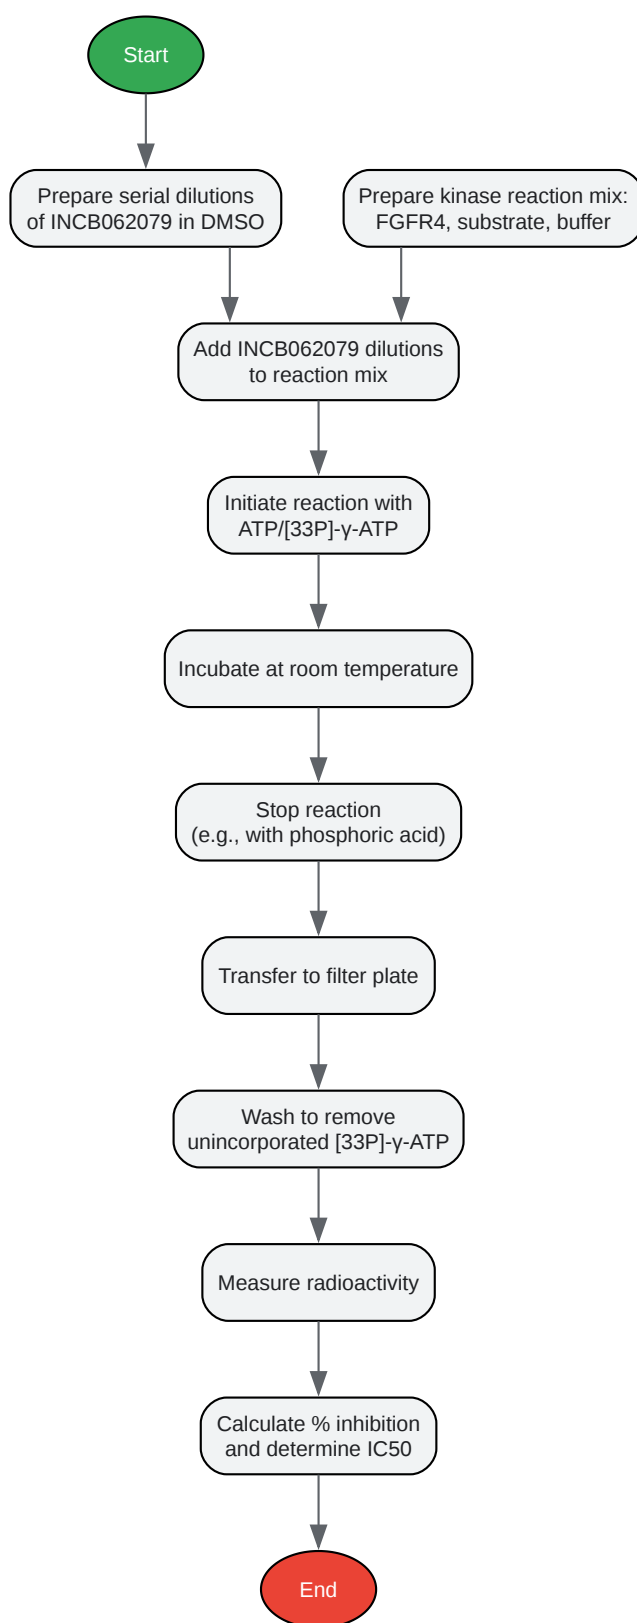 Start
Prepare serial dilutions
of INCB062079 in DMSO
Prepare kinase reaction mix:
FGFR4, substrate, buffer
Add INCB062079 dilutions
to reaction mix
Initiate reaction with
ATP/[33P]-γ-ATP
Incubate at room temperature
Stop reaction
(e.g., with phosphoric acid)
Transfer to filter plate
Wash to remove
unincorporated [33P]-γ-ATP
Measure radioactivity
Calculate % inhibition
and determine IC50
End